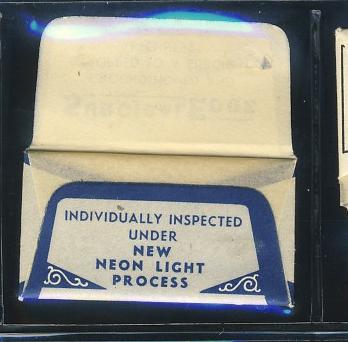 INDIVIDUALLY INSPECTED
UNDER
NEW
NEON LIGHT
PROCESS